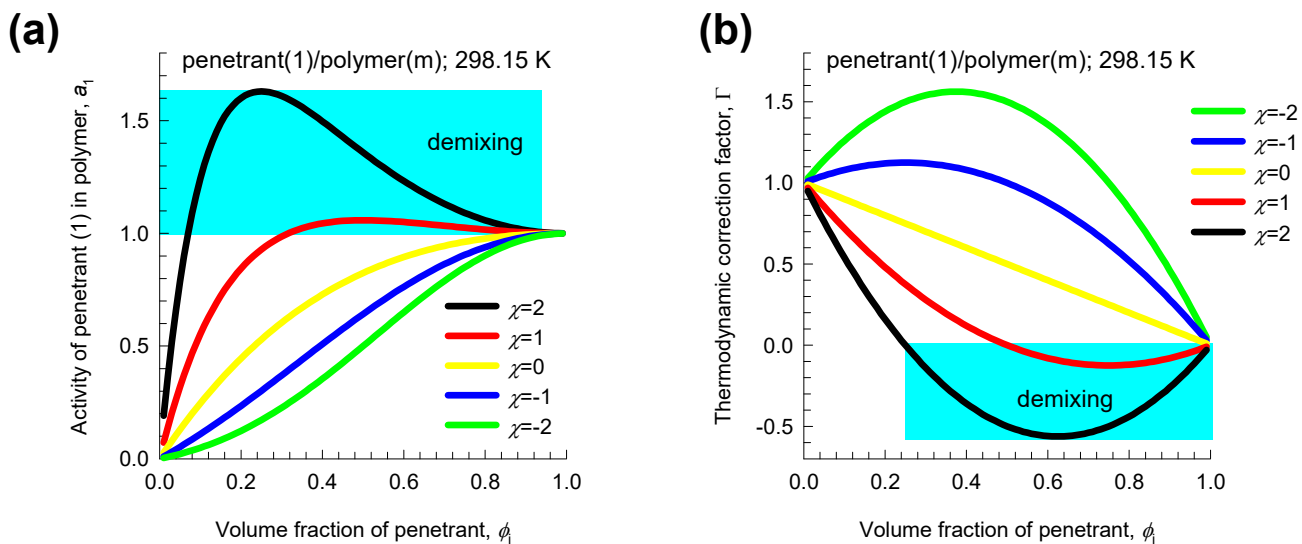 (a)
penetrant(1)/polymer(m); 298.15 K
Activity of penetrant (1) in polymer, a₁
1.5
1.0
0.5
0.0
demixing
χ=2
χ=1
χ=0
χ=-1
χ=-2
0.0 0.2 0.4 0.6 0.8 1.0
Volume fraction of penetrant, ϕᵢ
(b)
penetrant(1)/polymer(m); 298.15 K
Thermodynamic correction factor, Γ
1.5
1.0
0.5
0.0
-0.5
demixing
χ=-2
χ=-1
χ=0
χ=1
χ=2
0.0 0.2 0.4 0.6 0.8 1.0
Volume fraction of penetrant, ϕᵢ